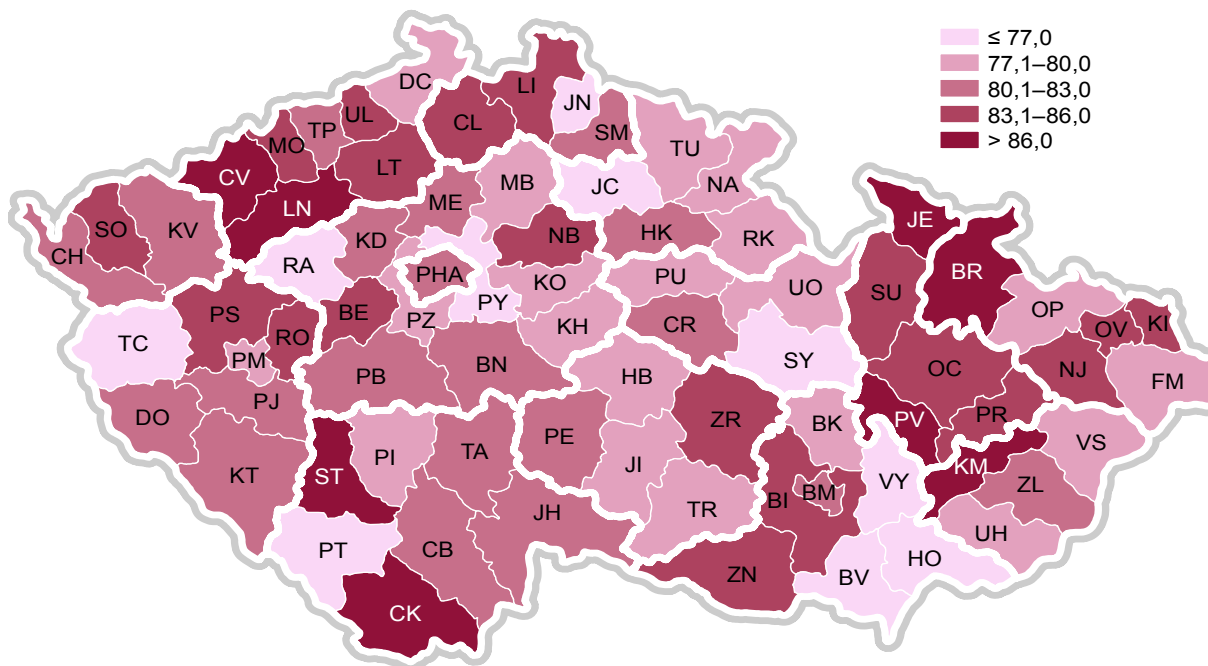 ≤ 77,0
77,1–80,0
80,1–83,0
83,1–86,0
> 86,0
DC
LI
JN
UL
TP
CL
SM
MO
LT
TU
CV
MB
JC
NA
LN
ME
SO
KV
KD
NB
HK
RK
JE
CH
RA
PHA
KO
PU
UO
BR
PY
SU
OP
PS
BE
PZ
KH
CR
OV
KI
TC
RO
PM
SY
OC
NJ
FM
PB
BN
HB
PJ
DO
ZR
PV
PR
BK
VS
KT
ST
PI
TA
PE
JI
KM
VY
ZL
BI
BM
TR
JH
UH
PT
CB
HO
ZN
BV
CK